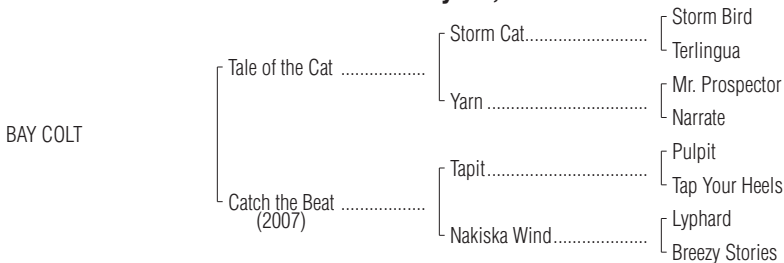 Storm Bird
Storm Cat..............................
Terlingua
Tale of the Cat ..................
Mr. Prospector
Yarn ..................................
Narrate
BAY COLT
Pulpit
Tapit..................................
Tap Your Heels
Catch the Beat ..................
(2007)
Lyphard
Nakiska Wind....................
Breezy Stories